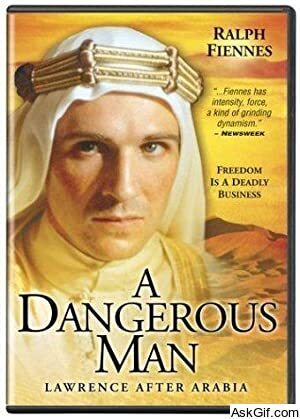 RALPH
FIENNES
"...Fiennes has
intensity, force,
a kind of grinding
dynamism."
– NEWSWEEK
FREEDOM
IS A DEADLY
BUSINESS
A
DANGEROUS
MAN
LAWRENCE AFTER ARABIA
AskGif.com